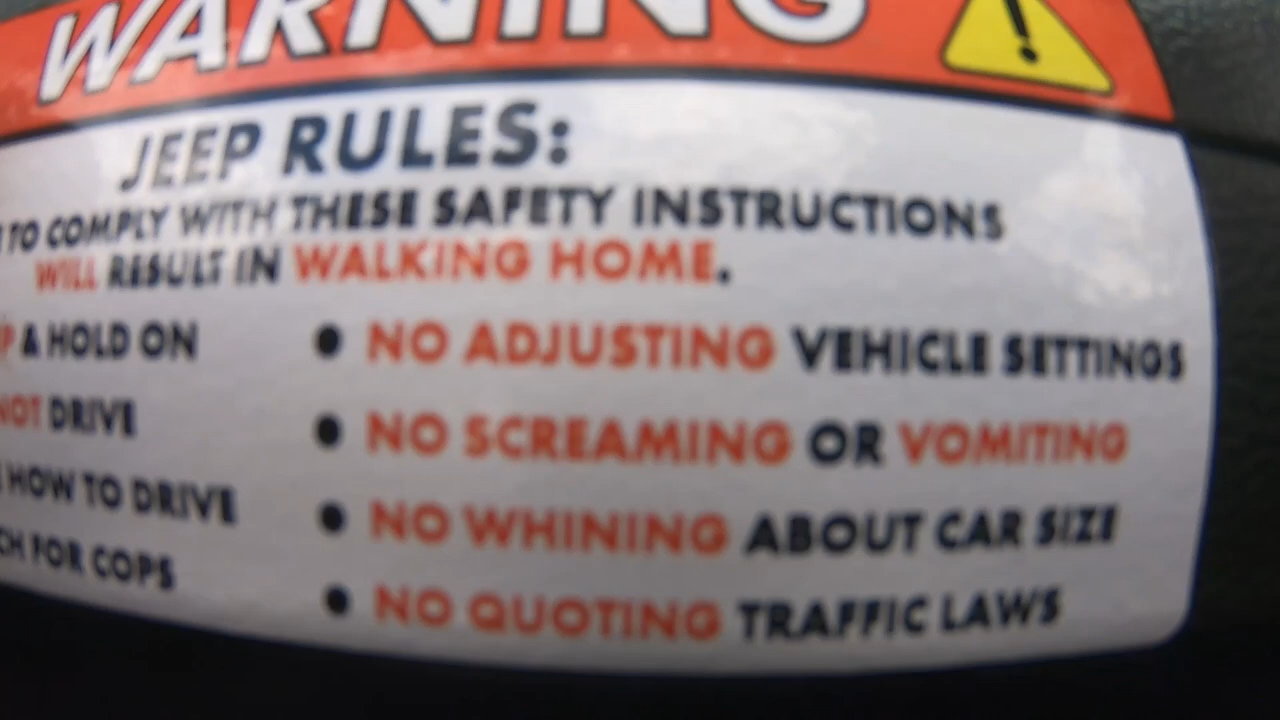 WARNING
JEEP RULES:
TO COMPLY WITH THESE SAFETY INSTRUCTIONS
WILL RESULT IN WALKING HOME.
& HOLD ON
NOT DRIVE
HOW TO DRIVE
FOR COPS
• NO ADJUSTING VEHICLE SETTINGS
• NO SCREAMING OR VOMITING
• NO WHINING ABOUT CAR SIZE
• NO QUOTING TRAFFIC LAWS